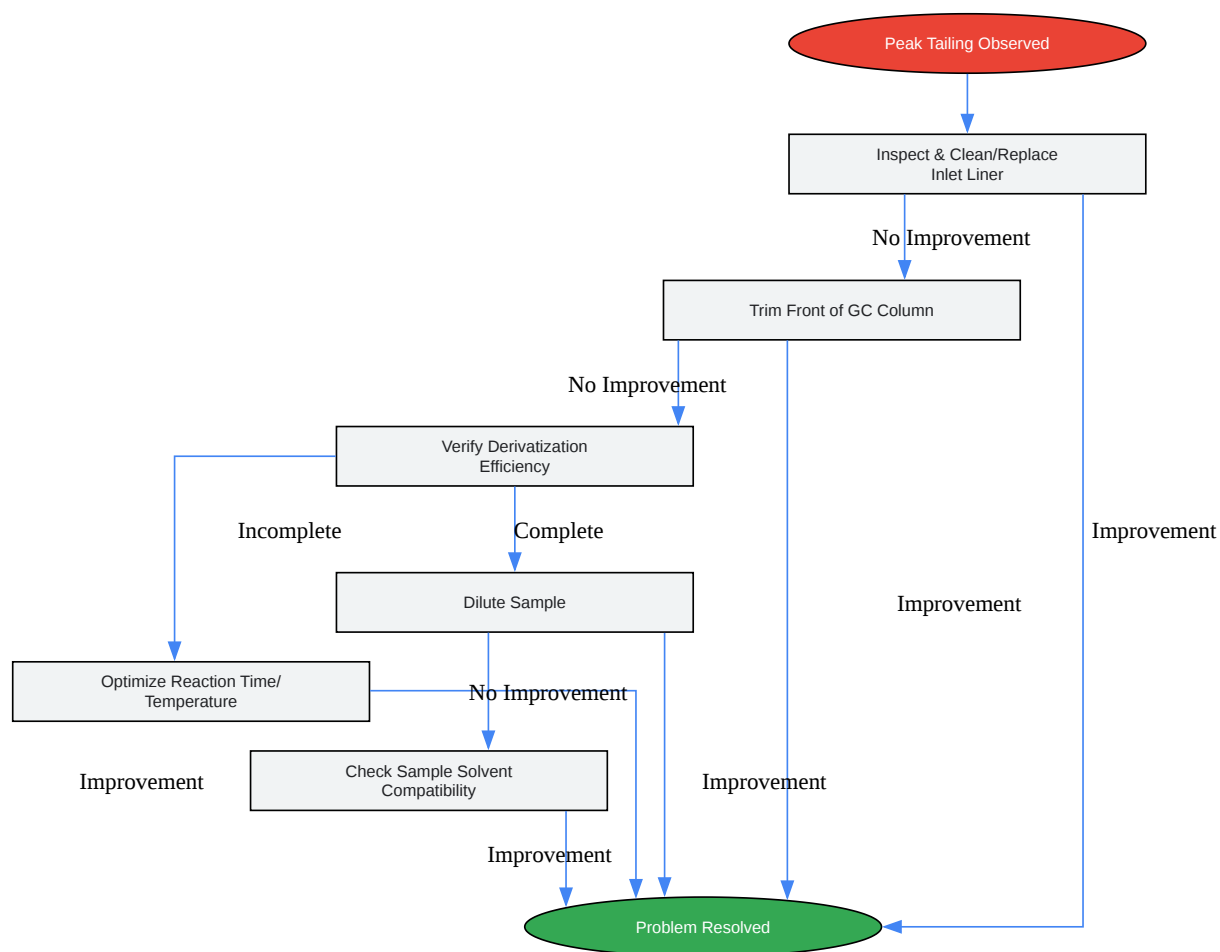 Peak Tailing Observed
Inspect & Clean/Replace
Inlet Liner
No Improvement
Trim Front of GC Column
No Improvement
Verify Derivatization
Efficiency
Incomplete
Complete
Improvement
Dilute Sample
Improvement
Optimize Reaction Time/
Temperature
No Improvement
Check Sample Solvent
Compatibility
Improvement
Improvement
Improvement
Problem Resolved